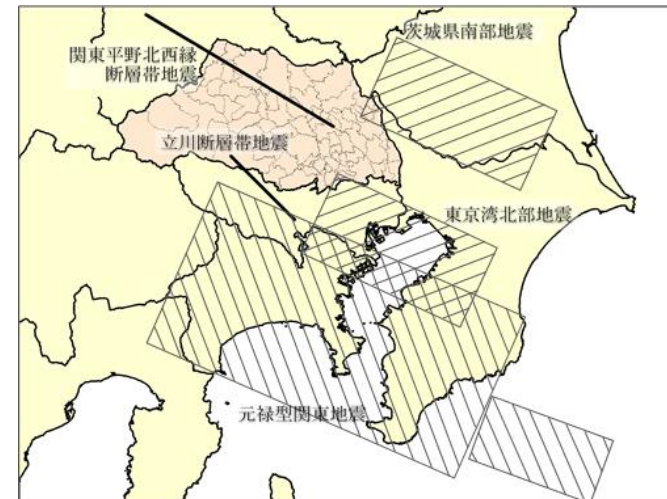 茨城県南部地震
関東平野北西縁
断層帯地震
立川断層帯地震
東京湾北部地震
元禄型関東地震